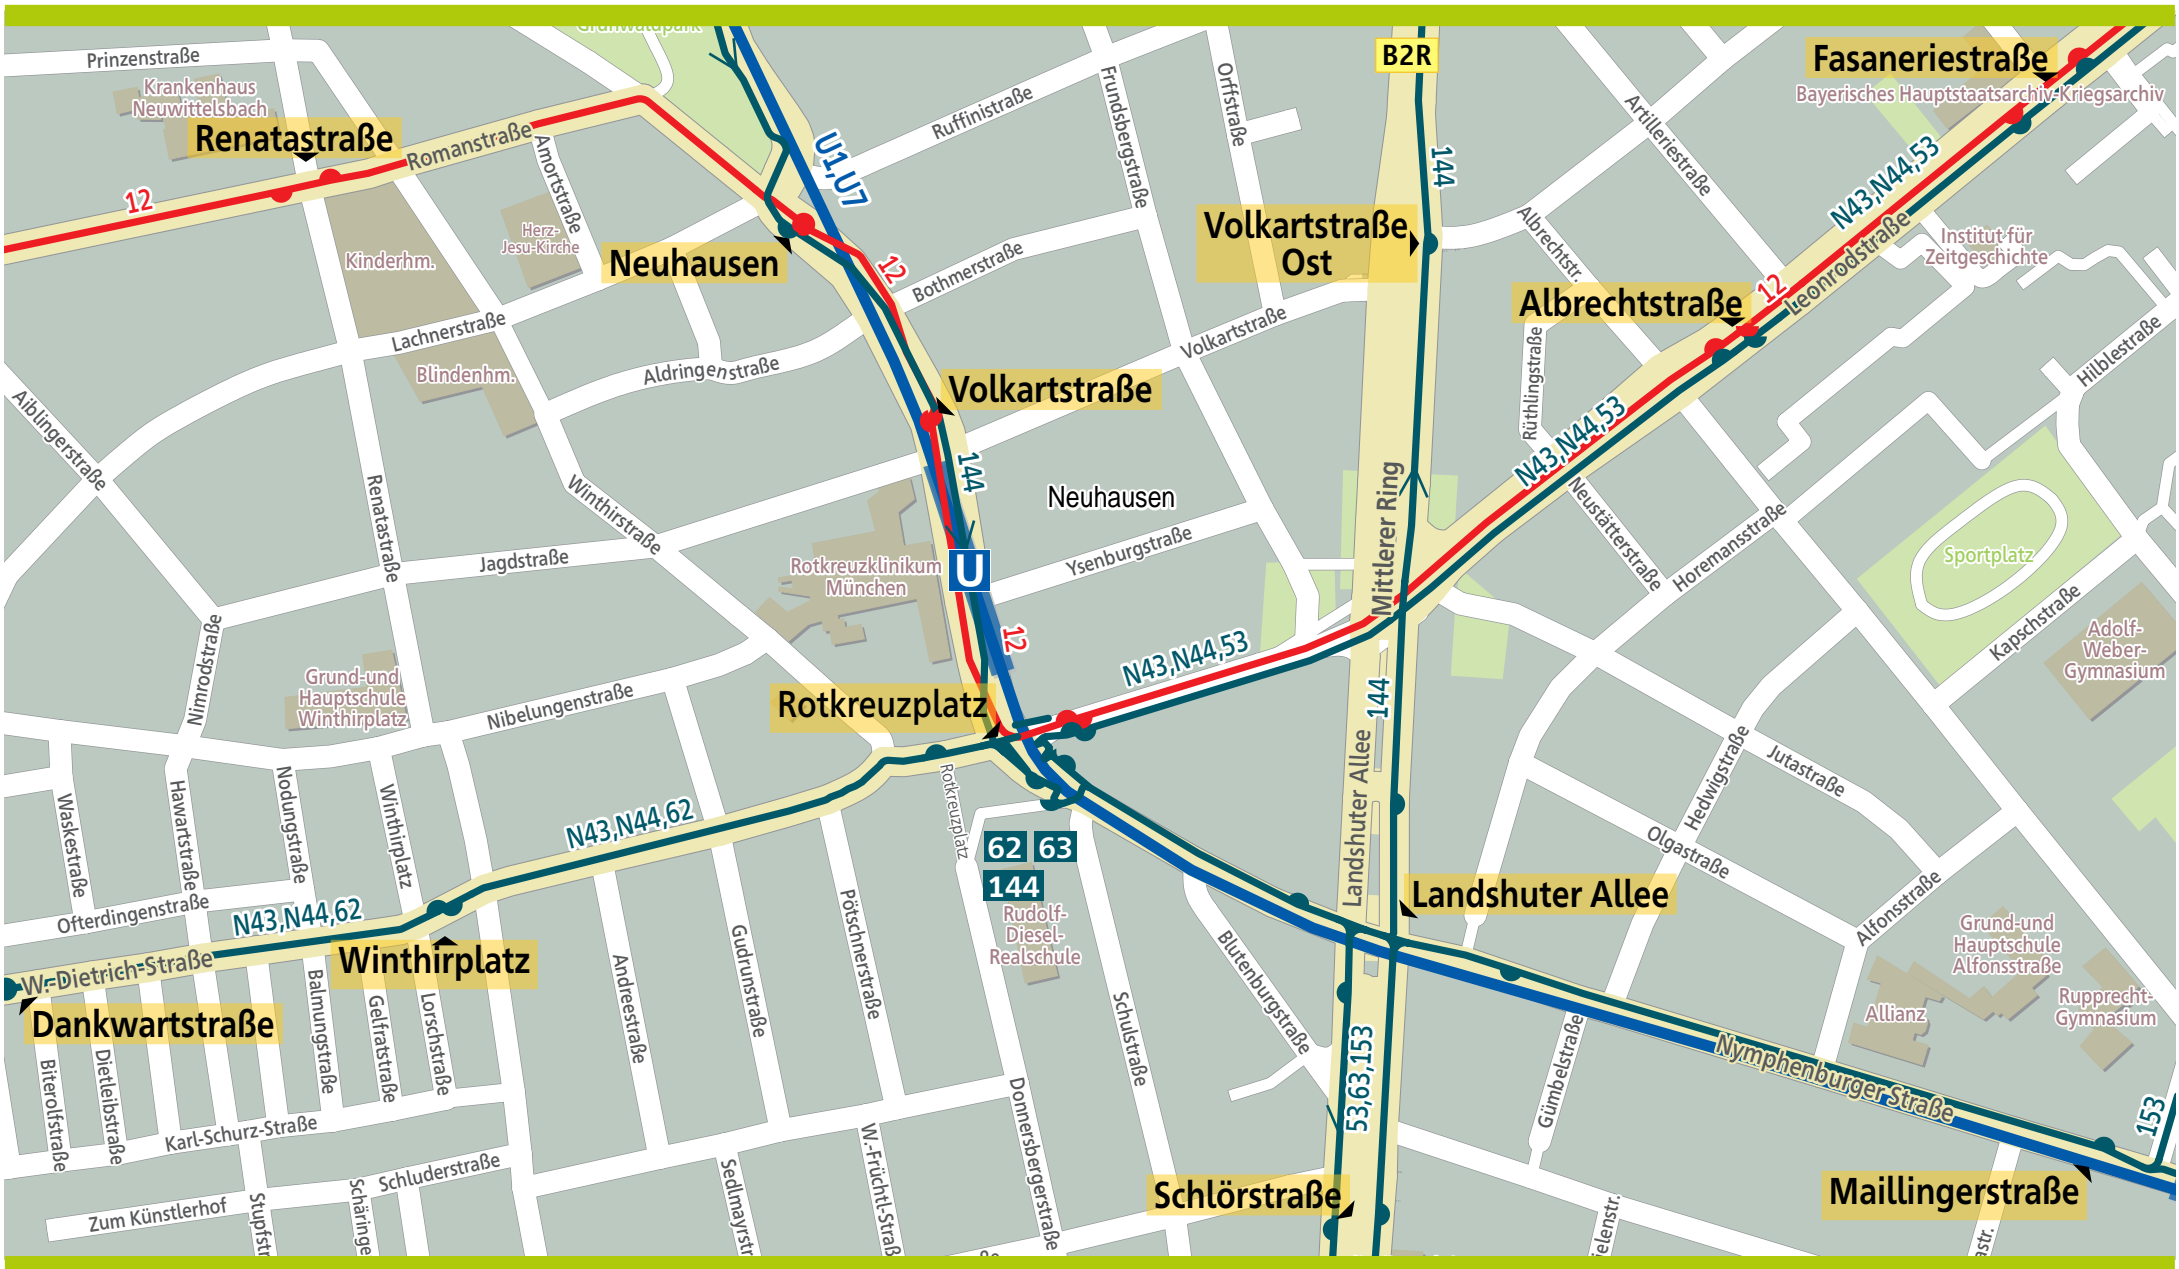 Grünwaldpark
Prinzenstraße
Krankenhaus
Neuwittelsbach
Renatastraße
Romanstraße
12
Amortstraße
Herz-
Jesu-Kirche
Kinderhm.
Neuhausen
Lachnerstraße
Blindenhm.
U1,U7
12
Ruffinistraße
Frundsbergstraße
Orffstraße
B2R
144
Volkartstraße
Ost
Bothmerstraße
Aldringenstraße
Volkartstraße
Volkartstraße
Fasaneriestraße
Bayerisches Hauptstaatsarchiv-Kriegsarchiv
Artilleriestraße
N43,N44,53
Albrechtstr.
Leonrodstraße
Institut für
Zeitgeschichte
Albrechtstraße
12
Rüthlingstraße
Hilblestraße
N43,N44,53
Aiblingerstraße
Renatastraße
Winthirstraße
144
Neuhausen
Mittlerer Ring
Neustätterstraße
Horemansstraße
Sportplatz
Jagdstraße
Rotkreuzklinikum
München
U
Ysenburgstraße
12
Kapschstraße
Adolf-
Weber-
Gymnasium
Nimrodstraße
Grund-und
Hauptschule
Winthirplatz
Nibelungenstraße
Rotkreuzplatz
N43,N44,53
144
Landshuter Allee
Jutastraße
Hedwigstraße
Olgastraße
Waskestraße
Hawartstraße
Nodungstraße
Winthirplatz
N43,N44,62
Rotkreuzplatz
62
63
144
Rudolf-
Diesel-
Realschule
Landshuter Allee
Alfonsstraße
Grund-und
Hauptschule
Alfonsstraße
Allianz
Rupprecht-
Gymnasium
Ofterdingenstraße
N43,N44,62
Winthirplatz
W.-Dietrich-Straße
Dankwartstraße
Biterolfstraße
Dietleibstraße
Balmungstraße
Gelfratstraße
Lorschstraße
Andreestraße
Gudrunstraße
Pötschnerstraße
Schulstraße
Blutenburgstraße
53,63,153
Gümbelstraße
Nymphenburger Straße
153
Karl-Schurz-Straße
Schluderstraße
Zum Künstlerhof
Stupfstr
Schäringe
Sedlmayrstr
W.-Früchtl-Straß
Donnersbergerstraße
Schlörstraße
ielenstr.
Maillingerstraße
astr.